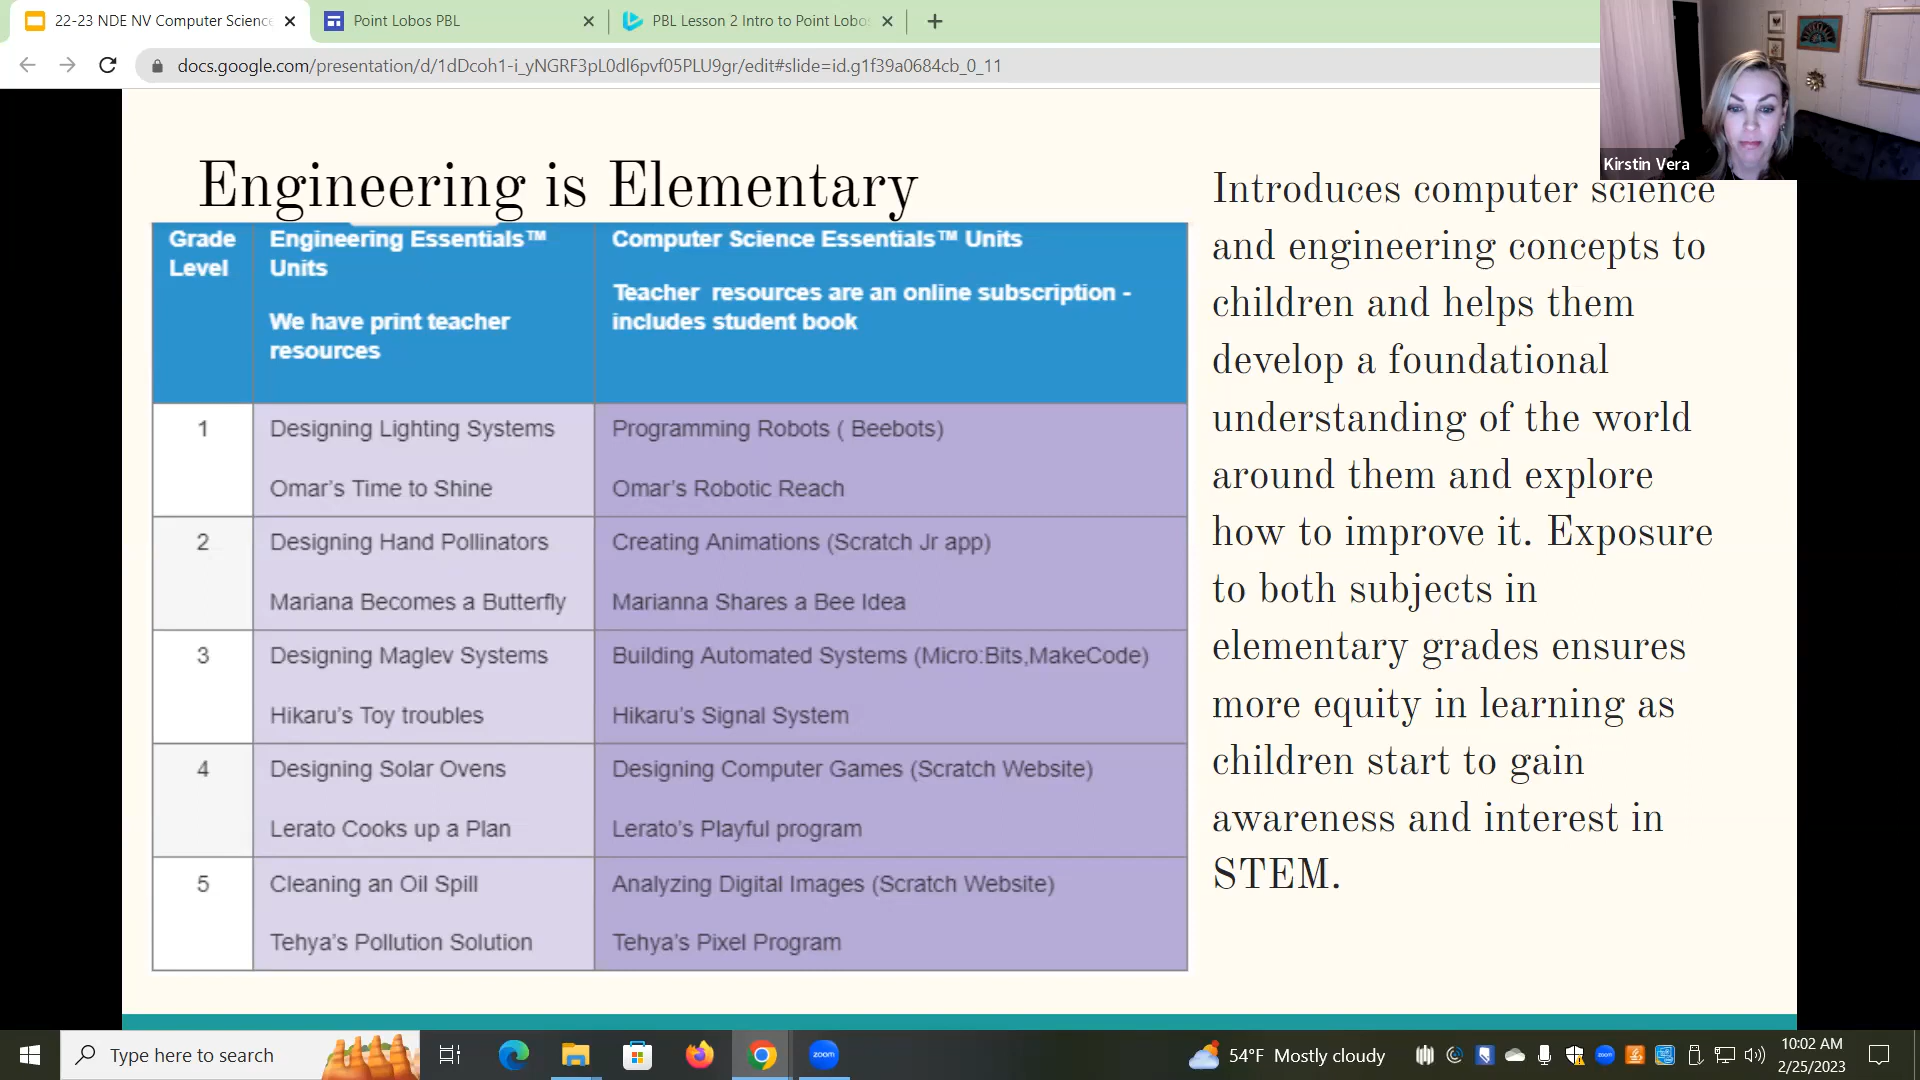 22-23 NDE NV Computer Science
Point Lobos PBL
PBL Lesson 2 Intro to Point Lobos
docs.google.com/presentation/d/1dDcoh1-i_yNGRF3pL0dl6pvf05PLU9gr/edit#slide=id.g1f39a0684cb_0_11
Kirstin Vera
Engineering is Elementary
Grade Level
Engineering Essentials™ Units
We have print teacher resources
Computer Science Essentials™ Units
Teacher resources are an online subscription -
includes student book
1
Designing Lighting Systems
Omar's Time to Shine
Programming Robots ( Beebots)
Omar's Robotic Reach
2
Designing Hand Pollinators
Mariana Becomes a Butterfly
Creating Animations (Scratch Jr app)
Marianna Shares a Bee Idea
3
Designing Maglev Systems
Hikaru's Toy troubles
Building Automated Systems (Micro:Bits,MakeCode)
Hikaru's Signal System
4
Designing Solar Ovens
Lerato Cooks up a Plan
Designing Computer Games (Scratch Website)
Lerato's Playful program
5
Cleaning an Oil Spill
Tehya's Pollution Solution
Analyzing Digital Images (Scratch Website)
Tehya's Pixel Program
Introduces computer science
and engineering concepts to
children and helps them
develop a foundational
understanding of the world
around them and explore
how to improve it. Exposure
to both subjects in
elementary grades ensures
more equity in learning as
children start to gain
awareness and interest in
STEM.
Type here to search
zoom
54°F Mostly cloudy
10:02 AM
2/25/2023